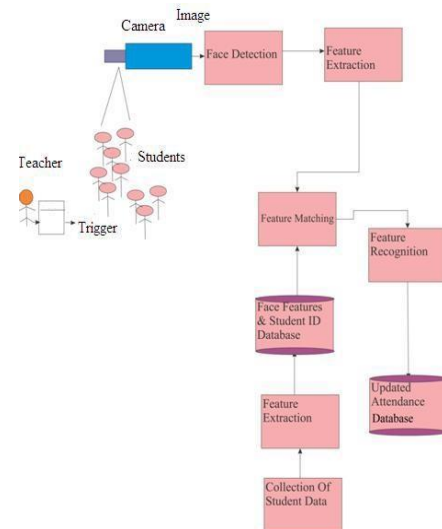 Image
Camera
Face Detection
Feature
Extraction
Teacher
Students
Trigger
Feature Matching
Feature
Recognition
Face Features
& Student ID
Database
Updated
Attendance
Database
Feature
Extraction
Collection Of
Student Data